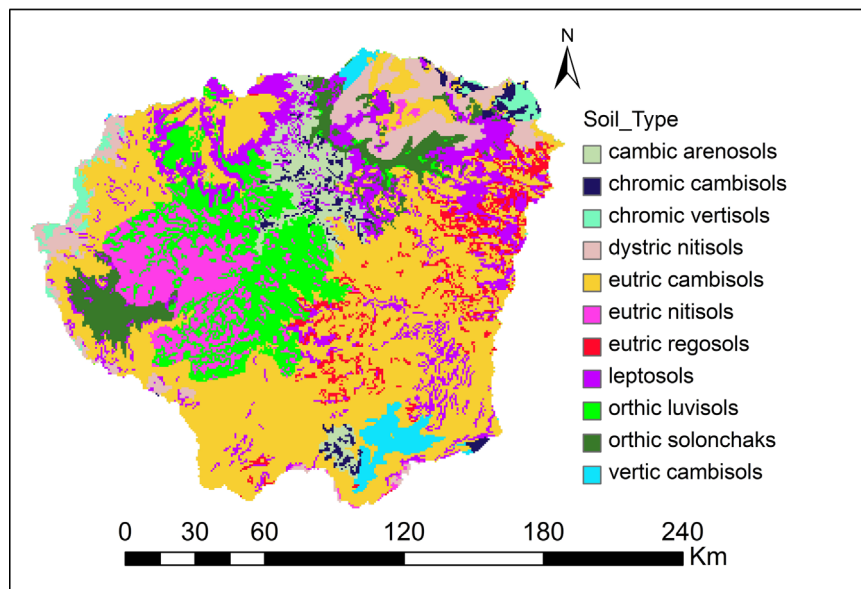 N
Soil_Type
cambic arenosols
chromic cambisols
chromic vertisols
dystric nitisols
eutric cambisols
eutric nitisols
eutric regosols
leptosols
orthic luvisols
orthic solonchaks
vertic cambisols
0 30 60 120 180 240
Km